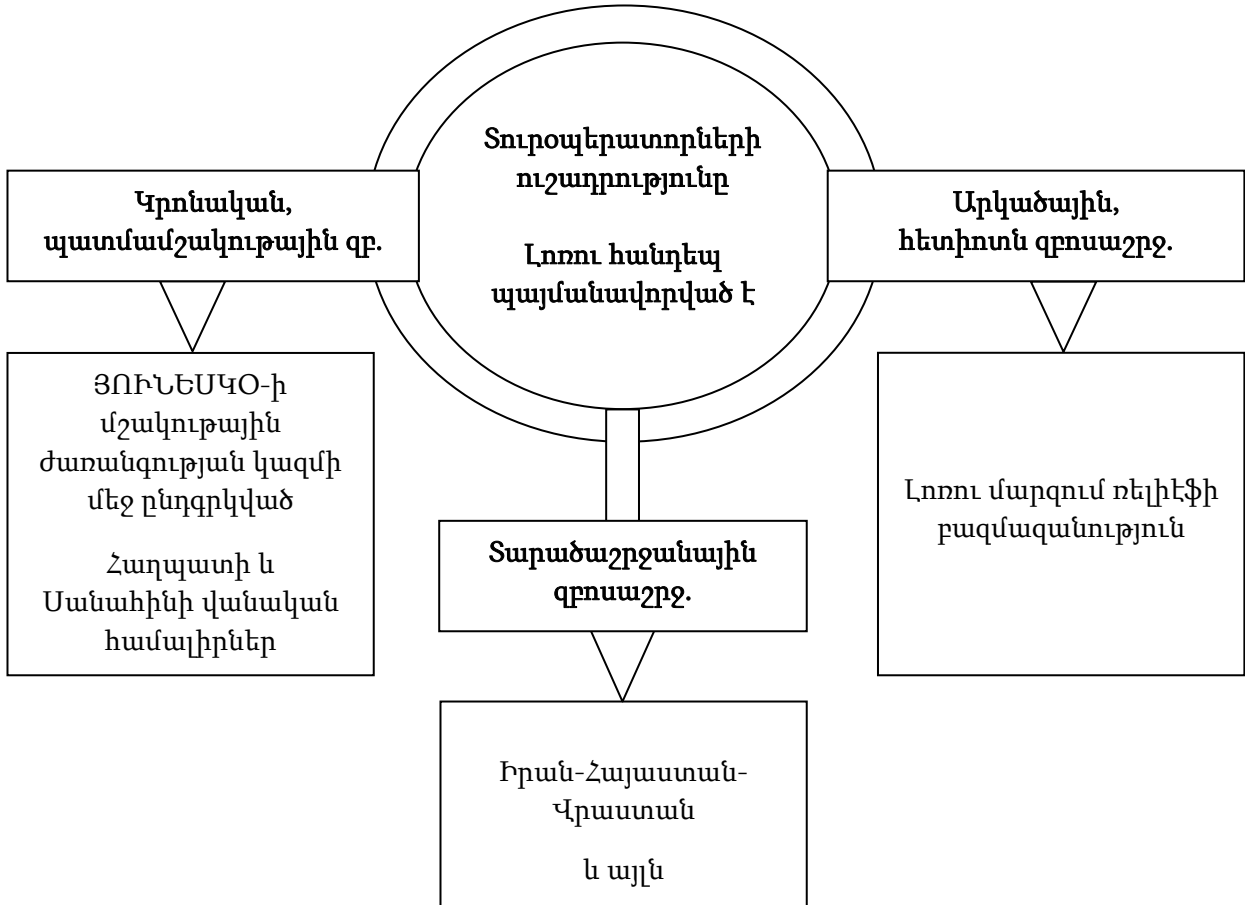 Տուրօպերատորների
ուշադրությունը
Լոռու հանդեպ
պայմանավորված է
Կրոնական,
պատմամշակութային զբ.
Արկածային,
հետիոտն զբոսաշրջ.
ՅՈՒՆԵՍԿՕ-ի
մշակութային
ժառանգության կազմի
մեջ ընդգրկված
Հաղպատի և
Սանահինի վանական
համալիրներ
Լոռու մարզում ռելիէֆի
բազմազանություն
Տարածաշրջանային
զբոսաշրջ.
Իրան-Հայաստան-
Վրաստան
և այլն